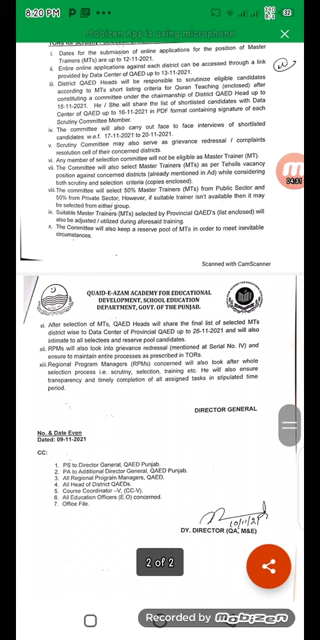 8:20 PM
32
Mobizen App is using microphone
TORs for Scrutiny
i. Dates for the submission of online applications for the position of Master
Trainers (MTs) are up to 12-11-2021.
ii. Entire online applications against each district can be accessed through a link
provided by Data Center of QAED up to 13-11-2021.
iii. District QAED Heads will be responsible to scrutinize eligible candidates
according to MTs short listing criteria for Quran Teaching (enclosed) after
constituting a committee under the chairmanship of District QAED Head up to
15-11-2021. He / She will share the list of shortlisted candidates with Data
Center of QAED up to 16-11-2021 in PDF format containing signature of each
Scrutiny Committee Member.
iv. The committee will also carry out face to face interviews of shortlisted
candidates w.e.f 17-11-2021 to 20-11-2021.
v. Scrutiny Committee may also serve as grievance redressal / complaints
resolution cell of their concerned districts.
vi. Any member of selection committee will not be eligible as Master Trainer (MT).
vii. The Committee will also select Master Trainers (MTs) as per Tehsils vacancy
position against concerned districts (already mentioned in Ad) while considering
both scrutiny and selection criteria (copies enclosed).
viii. The committee will select 50% Master Trainers (MTs) from Public Sector and
50% from Private Sector, However, if suitable trainer isn't available then it may
be selected from either group.
ix. Suitable Master Trainers (MTs) selected by Provincial QAED's (list enclosed) will
also be adjusted / utilized during aforesaid training.
x. The Committee will also keep a reserve pool of MTs in order to meet inevitable
circumstances.
04:31
Scanned with CamScanner
QUAID-E-AZAM ACADEMY FOR EDUCATIONAL
DEVELOPMENT, SCHOOL EDUCATION
DEPARTMENT, GOVT. OF THE PUNJAB.
xi. After selection of MTs, QAED Heads will share the final list of selected MTs
district wise to Data Center of Provincial QAED up to 26-11-2021 and will also
intimate to all selectees and reserve pool candidates.
xii. RPMs will also look into grievance redressal (mentioned at Serial No. IV) and
ensure to maintain entire processes as prescribed in TORs.
xiii. Regional Program Managers (RPMs) concerned will also look after whole
selection process i.e. scrutiny, selection, training etc. He will also ensure
transparency and timely completion of all assigned tasks in stipulated time
period.
DIRECTOR GENERAL
No. & Date Even
Dated: 09-11-2021
CC:
1. PS to Director General, QAED Punjab.
2. PA to Additional Director General, QAED Punjab.
3. All Regional Program Managers, QAED.
4. All Head of District QAEDs.
5. Course Coordinator –V, (CC-V).
6. All Education Officers (E.O) concerned.
7. Office File.
10/11/21
DY. DIRECTOR (QA, M&E)
2 of 2
Recorded by Mobizen